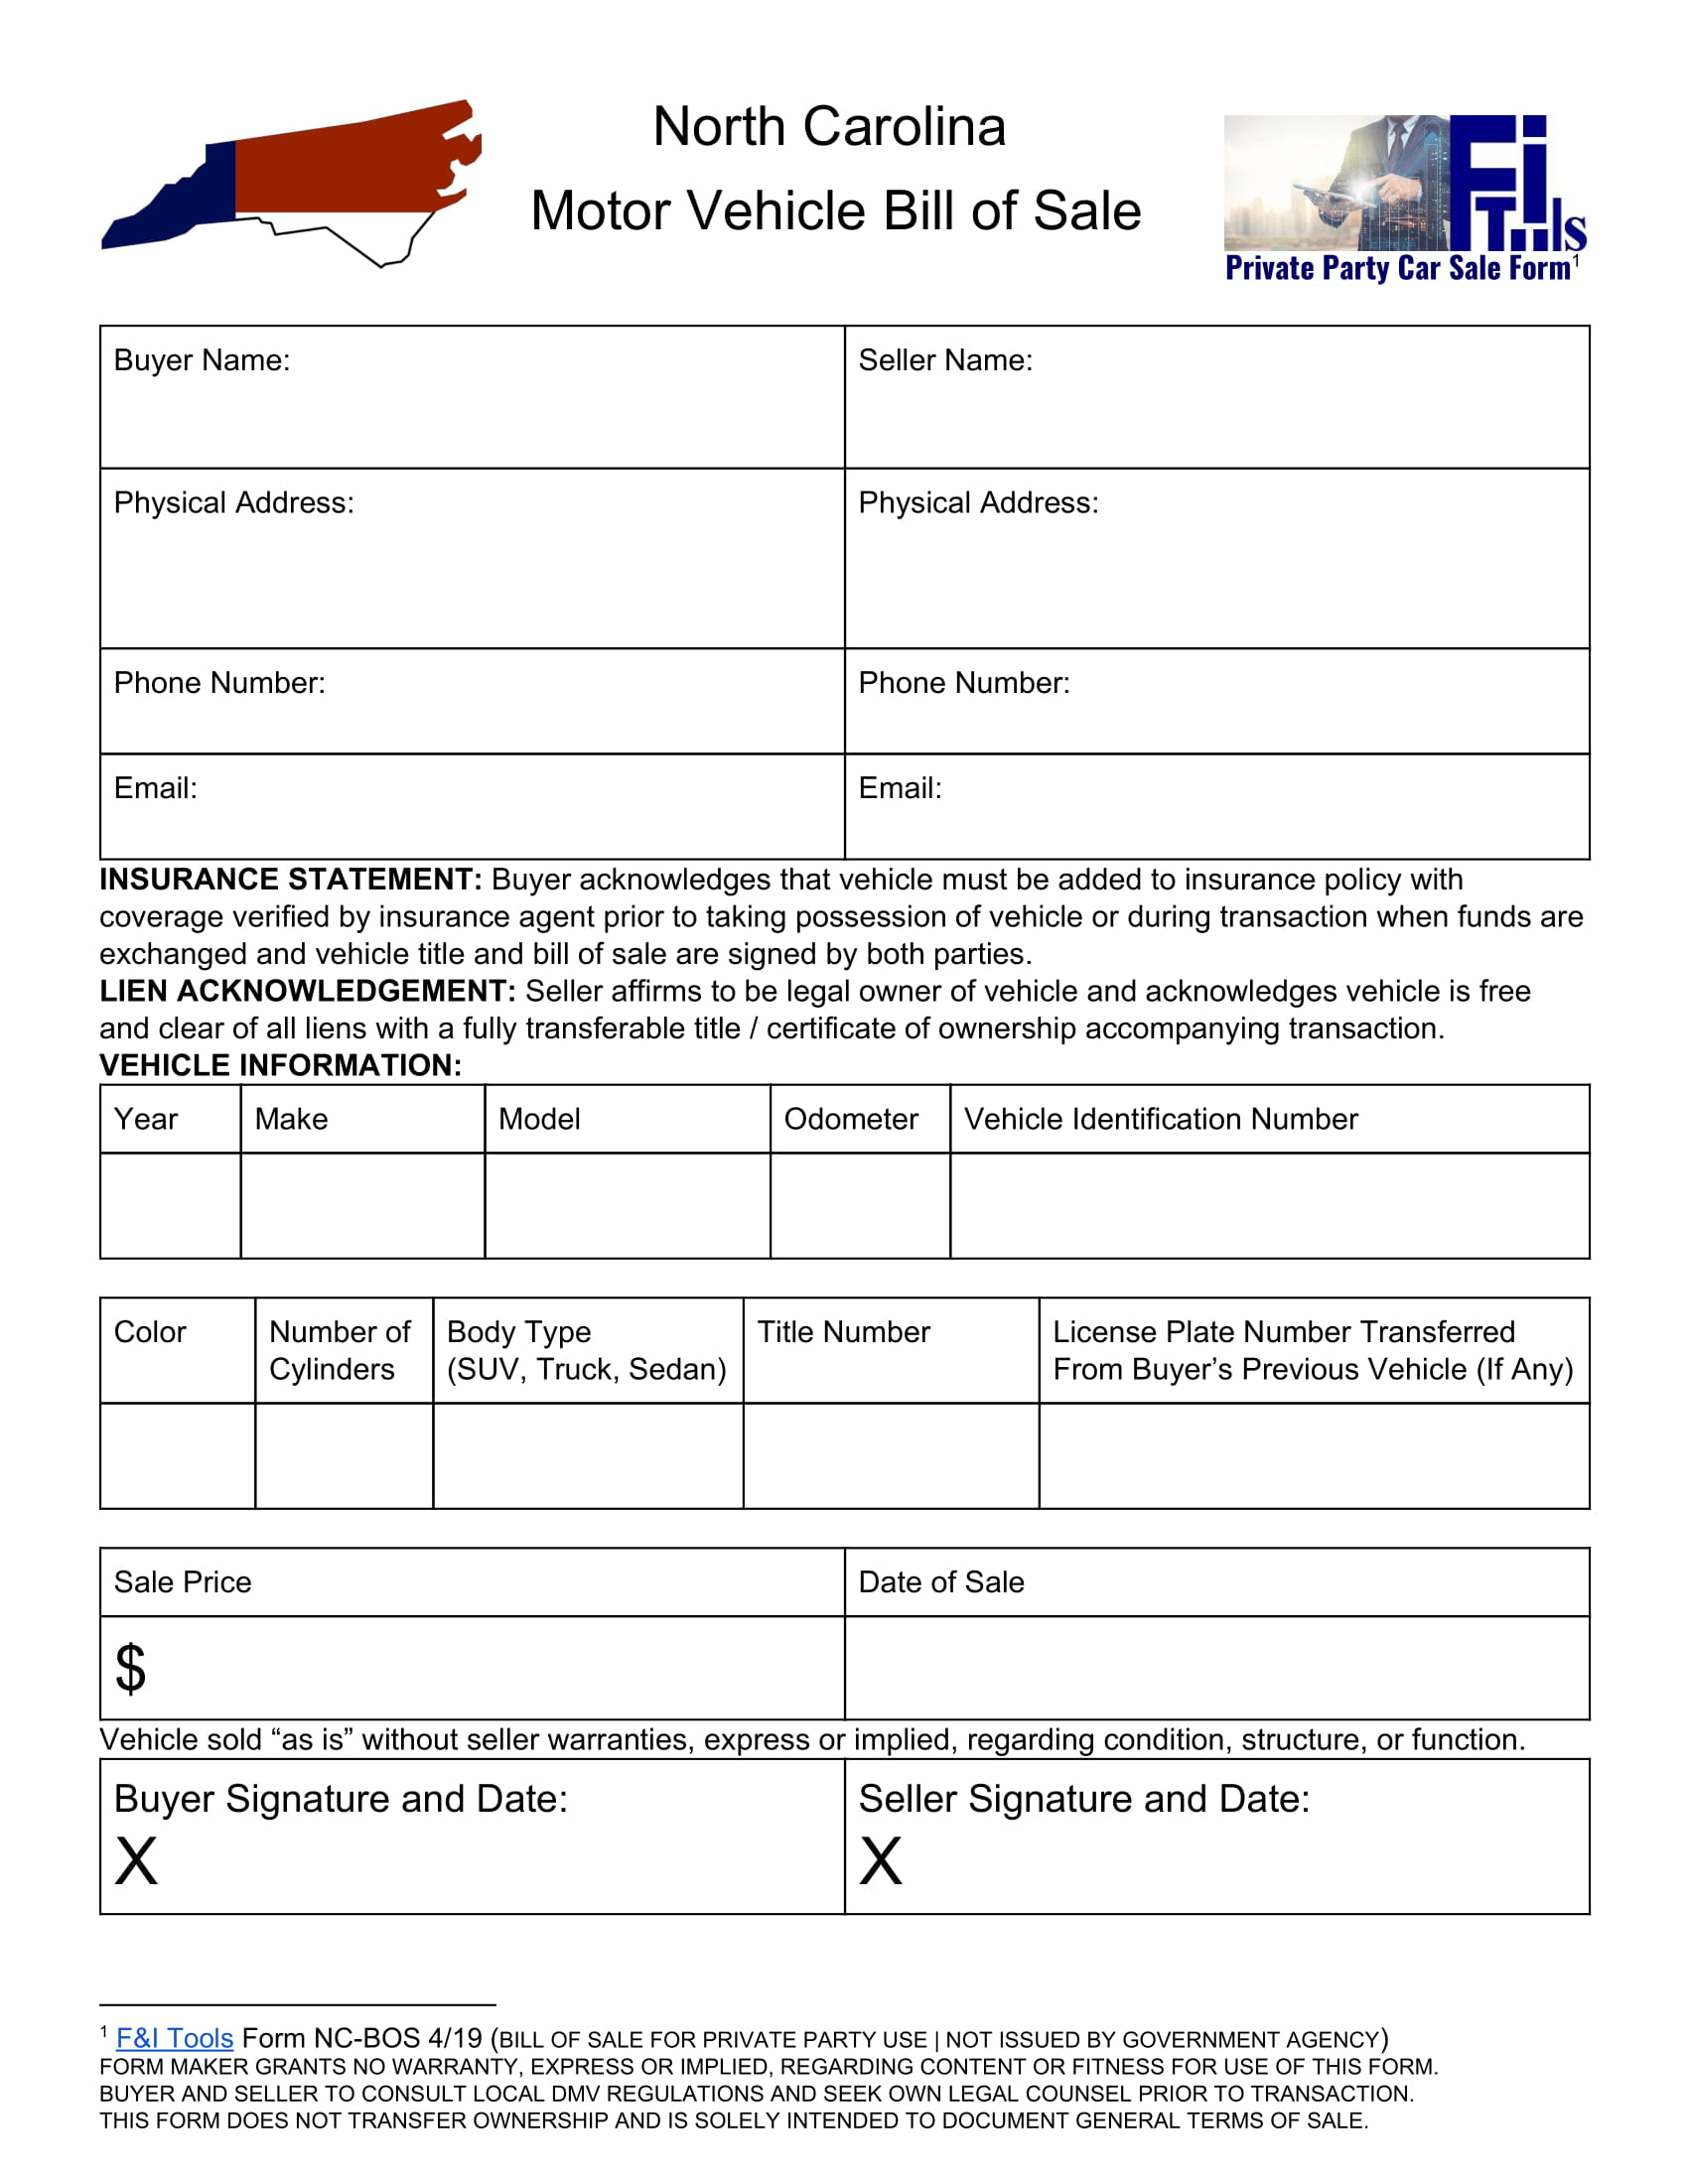 North Carolina
Motor Vehicle Bill of Sale
Fi Tools
Private Party Car Sale Form1
Buyer Name:
Seller Name:
Physical Address:
Physical Address:
Phone Number:
Phone Number:
Email:
Email:
INSURANCE STATEMENT: Buyer acknowledges that vehicle must be added to insurance policy with
coverage verified by insurance agent prior to taking possession of vehicle or during transaction when funds are
exchanged and vehicle title and bill of sale are signed by both parties.
LIEN ACKNOWLEDGEMENT: Seller affirms to be legal owner of vehicle and acknowledges vehicle is free
and clear of all liens with a fully transferable title / certificate of ownership accompanying transaction.
VEHICLE INFORMATION:
Year Make Model Odometer Vehicle Identification Number
Color
Number of
Cylinders
Body Type
(SUV, Truck, Sedan)
Title Number
License Plate Number Transferred
From Buyer’s Previous Vehicle (If Any)
Sale Price
Date of Sale
$
Vehicle sold “as is” without seller warranties, express or implied, regarding condition, structure, or function.
Buyer Signature and Date:
X
Seller Signature and Date:
X
1 F&I Tools Form NC-BOS 4/19 (BILL OF SALE FOR PRIVATE PARTY USE | NOT ISSUED BY GOVERNMENT AGENCY)
FORM MAKER GRANTS NO WARRANTY, EXPRESS OR IMPLIED, REGARDING CONTENT OR FITNESS FOR USE OF THIS FORM.
BUYER AND SELLER TO CONSULT LOCAL DMV REGULATIONS AND SEEK OWN LEGAL COUNSEL PRIOR TO TRANSACTION.
THIS FORM DOES NOT TRANSFER OWNERSHIP AND IS SOLELY INTENDED TO DOCUMENT GENERAL TERMS OF SALE.